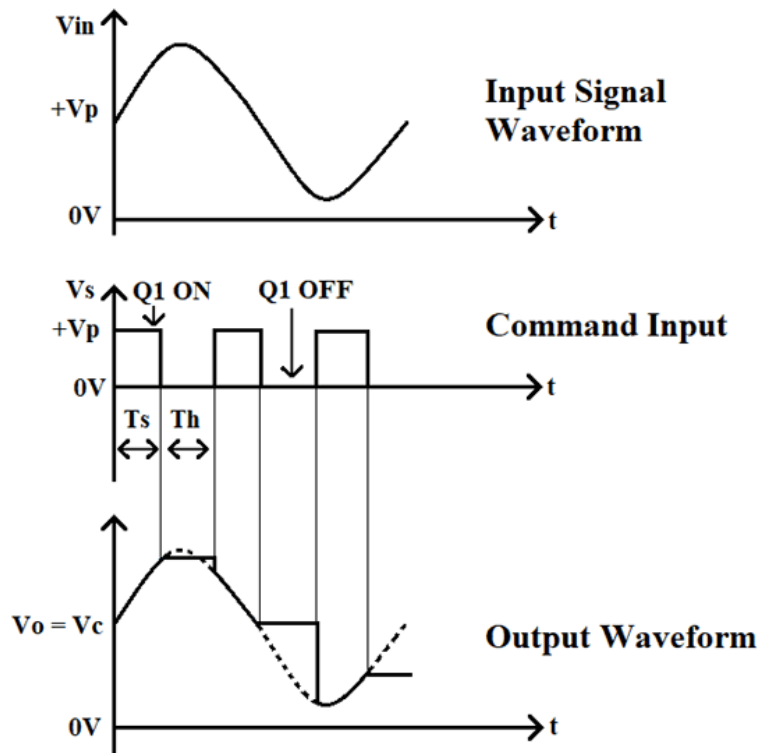 Vin
+Vp
Input Signal
Waveform
0V
t
Vs
Q1 ON
Q1 OFF
+Vp
Command Input
0V
t
Ts
Th
Vo = Vc
Output Waveform
0V
t